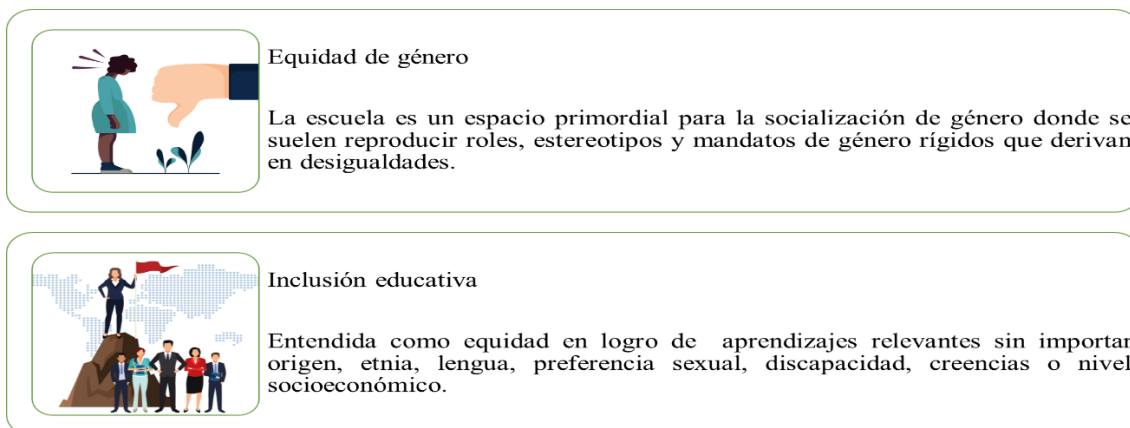 Equidad de género
La escuela es un espacio primordial para la socialización de género donde se
suelen reproducir roles, estereotipos y mandatos de género rígidos que derivan
en desigualdades.
Inclusión educativa
Entendida como equidad en logro de aprendizajes relevantes sin importar
origen, etnia, lengua, preferencia sexual, discapacidad, creencias o nivel
socioeconómico.